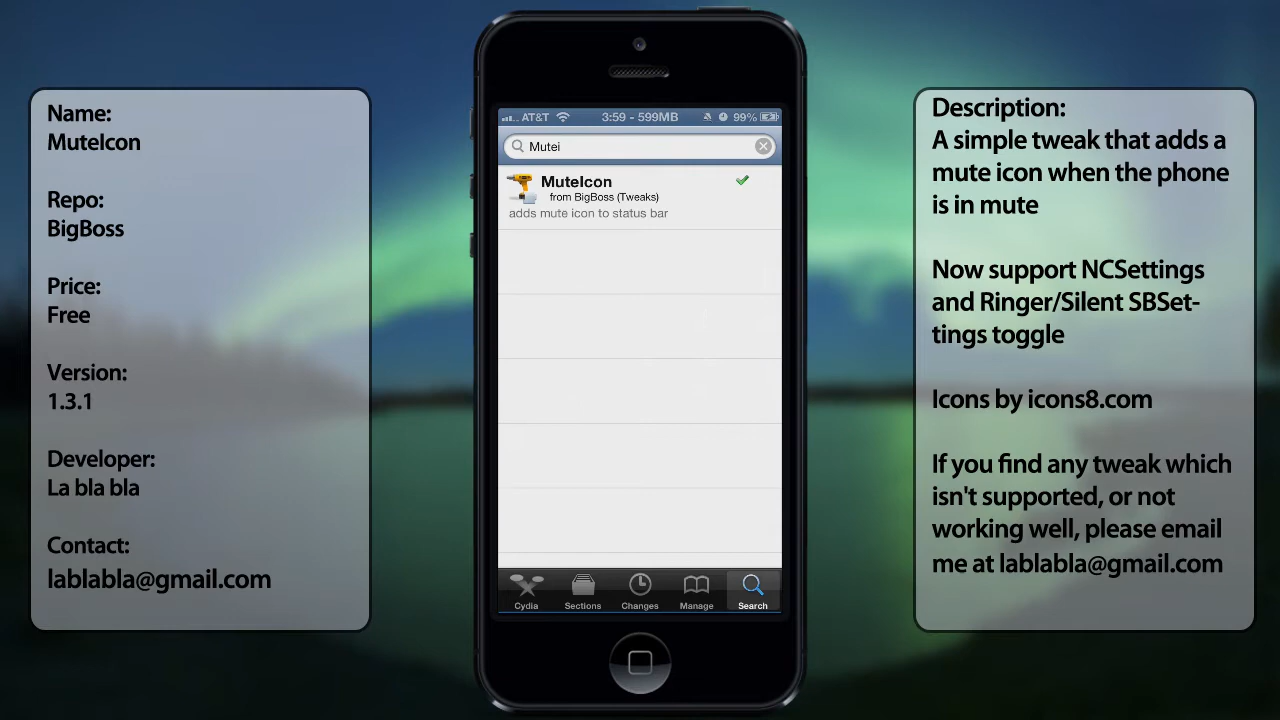 Name:
MuteIcon
Repo:
BigBoss
Price:
Free
Version:
1.3.1
Developer:
La bla bla
Contact:
lablabla@gmail.com
AT&T 3:59 - 599MB 99%
Mutei
MuteIcon
from BigBoss (Tweaks)
adds mute icon to status bar
Cydia Sections Changes Manage Search
Description:
A simple tweak that adds a
mute icon when the phone
is in mute
Now support NCSettings
and Ringer/Silent SBSet-
tings toggle
Icons by icons8.com
If you find any tweak which
isn't supported, or not
working well, please email
me at lablabla@gmail.com